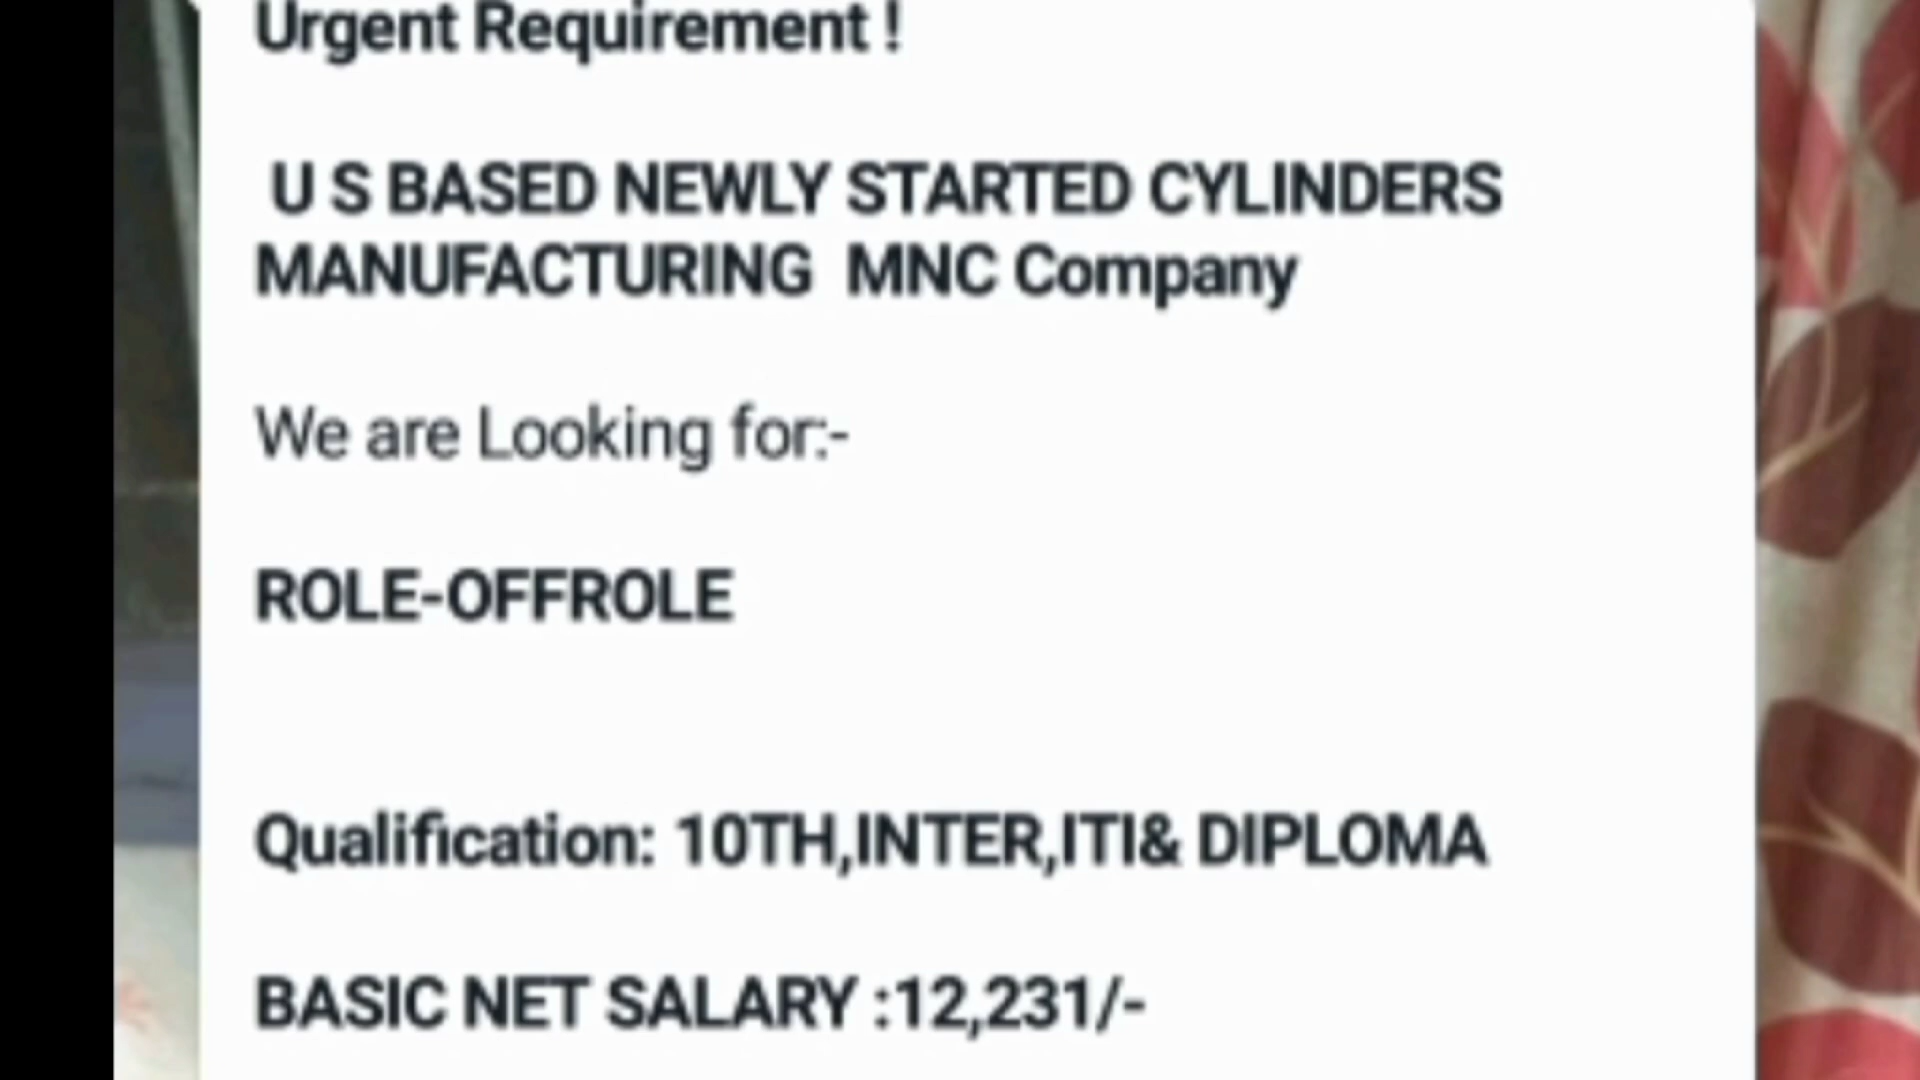 Urgent Requirement !
U S BASED NEWLY STARTED CYLINDERS
MANUFACTURING MNC Company
We are Looking for:-
ROLE-OFFROLE
Qualification: 10TH,INTER,ITI& DIPLOMA
BASIC NET SALARY :12,231/-